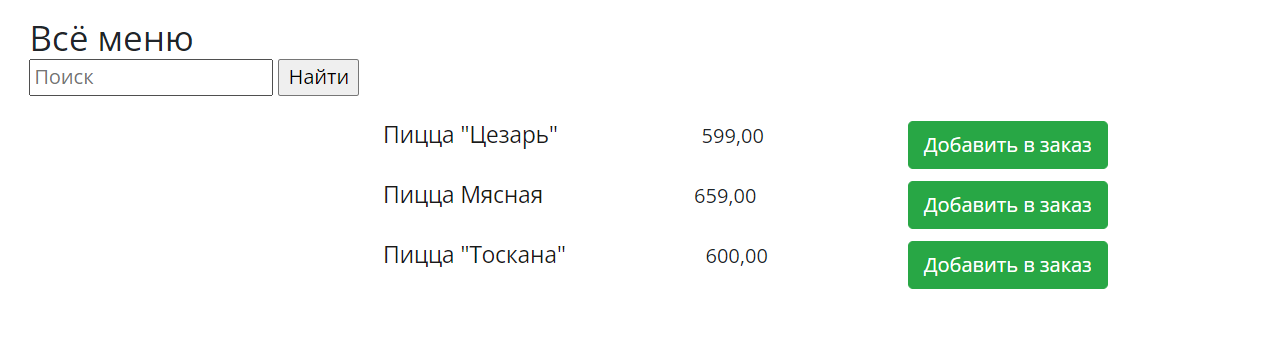 Всё меню
Поиск Найти
Пицца "Цезарь" 599,00 Добавить в заказ
Пицца Мясная 659,00 Добавить в заказ
Пицца "Тоскана" 600,00 Добавить в заказ